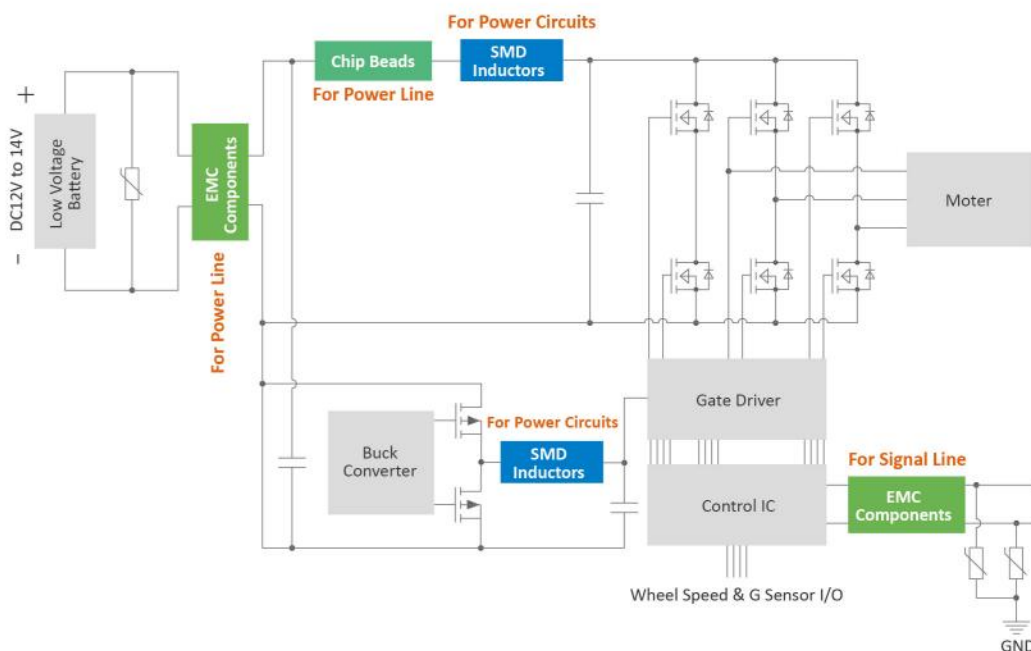 For Power Circuits
Chip Beads
SMD
Inductors
For Power Line
+
DC12V to 14V
−
Low Voltage
Battery
EMC
Components
For Power Line
Moter
Gate Driver
For Power Circuits
Buck
Converter
SMD
Inductors
For Signal Line
Control IC
EMC
Components
Wheel Speed & G Sensor I/O
GND